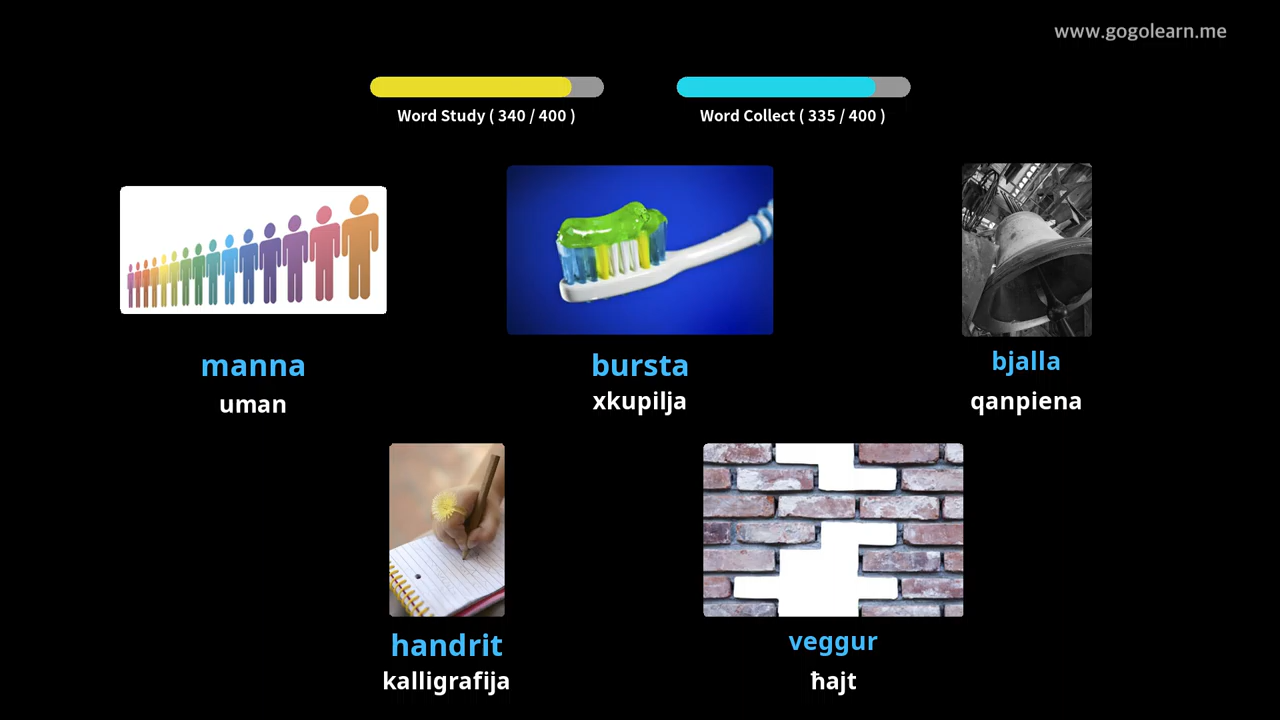 www.gogolearn.me
Word Study ( 340 / 400 )
Word Collect ( 335 / 400 )
manna
uman
bursta
xkupilja
bjalla
qanpiena
handrit
kalligrafija
veggur
ħajt